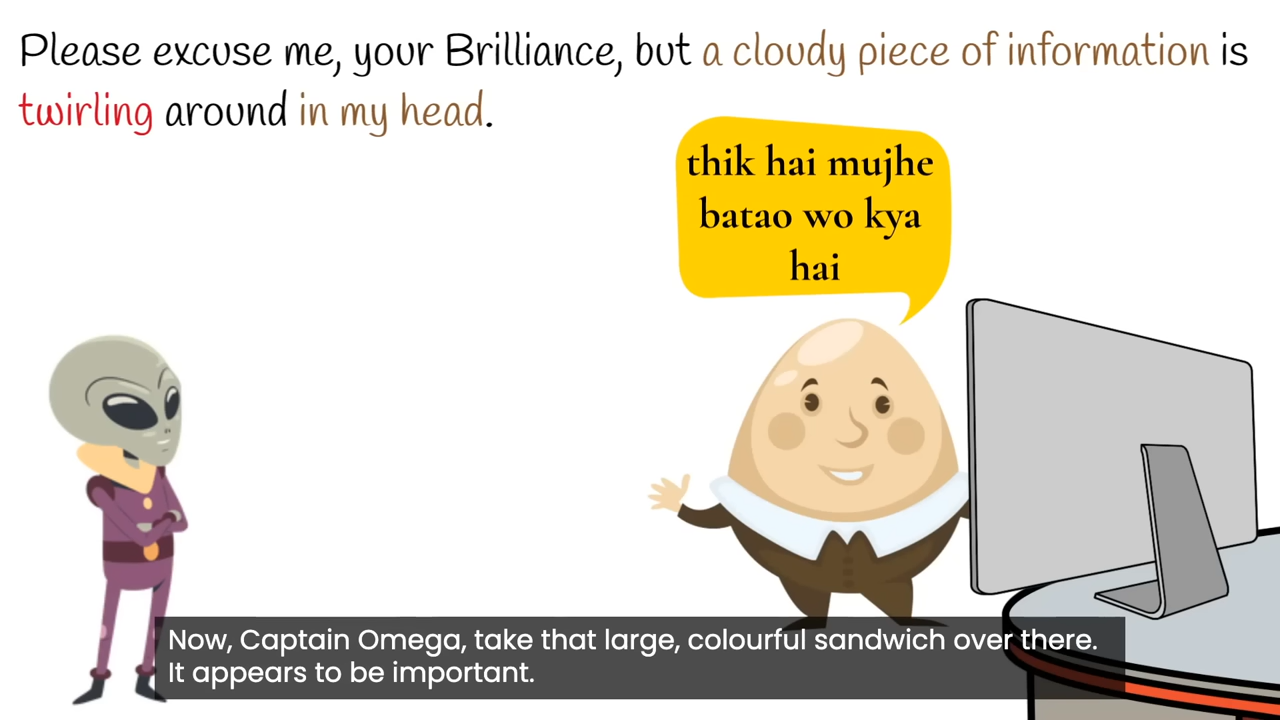 Please excuse me, your Brilliance, but a cloudy piece of information is
twirling around in my head.
thik hai mujhe
batao wo kya
hai
Now, Captain Omega, take that large, colourful sandwich over there.
It appears to be important.